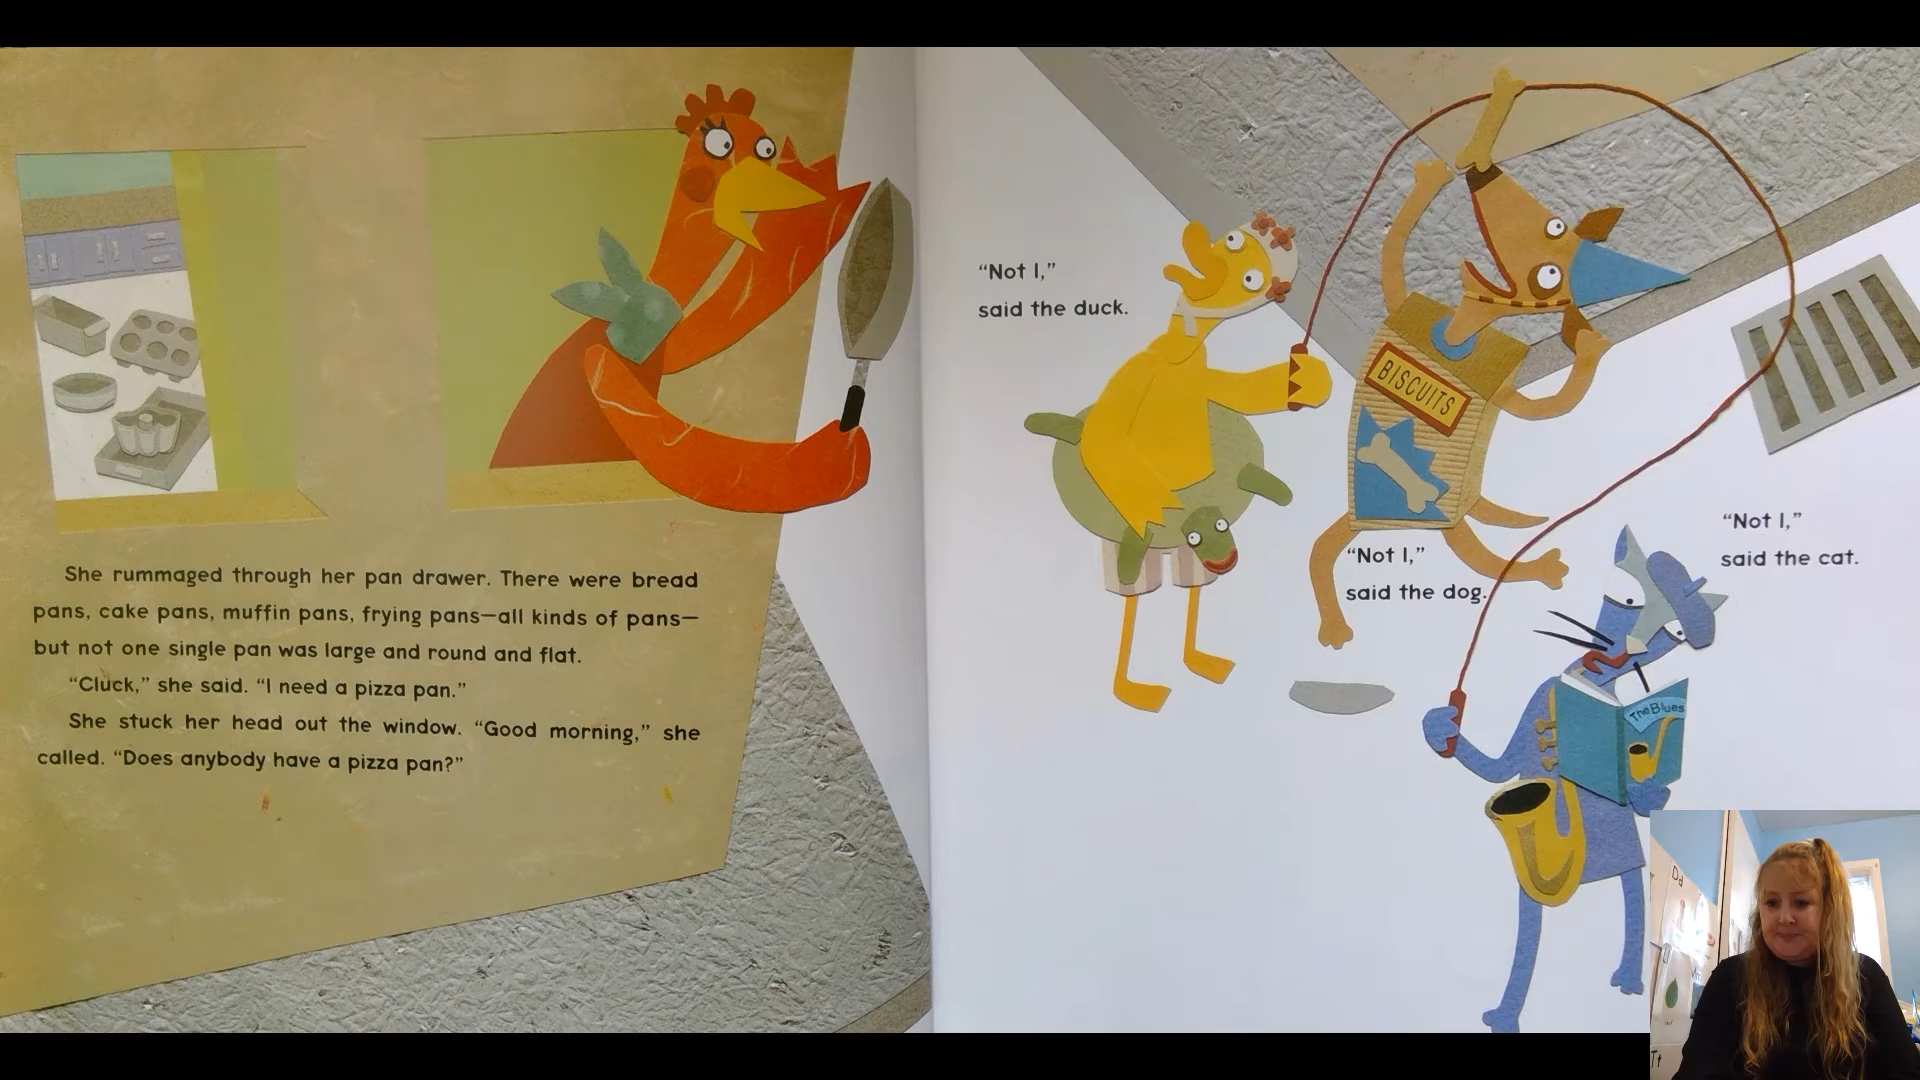 She rummaged through her pan drawer. There were bread
pans, cake pans, muffin pans, frying pans—all kinds of pans—
but not one single pan was large and round and flat.
“Cluck,” she said. “I need a pizza pan.”
She stuck her head out the window. “Good morning,” she
called. “Does anybody have a pizza pan?”
“Not I,”
said the duck.
BISCUITS
“Not I,”
said the dog.
“Not I,”
said the cat.
The Blues
Dd
Tt